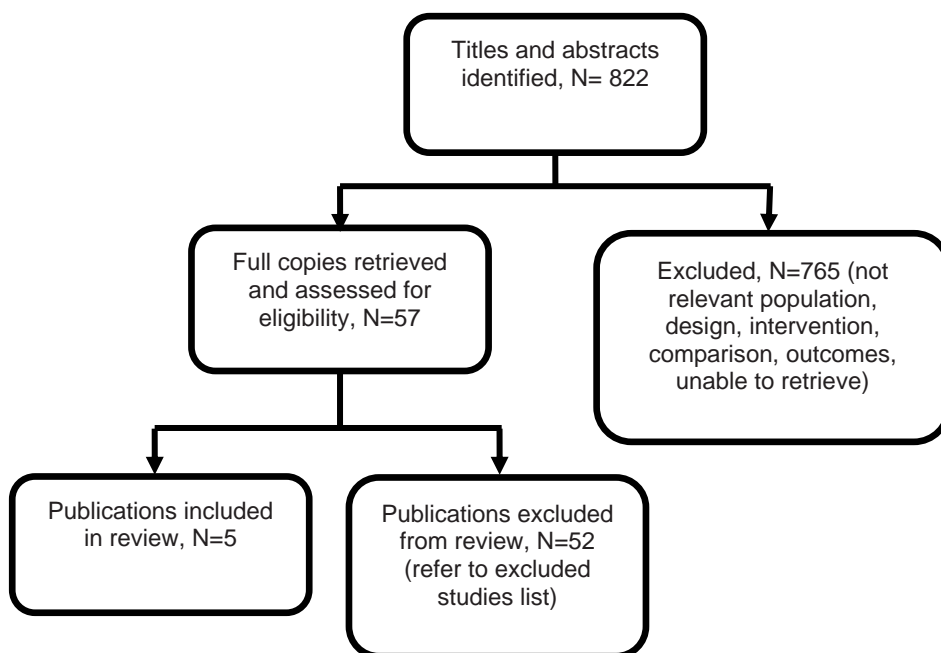 Titles and abstracts
identified, N= 822
Full copies retrieved
and assessed for
eligibility, N=57
Excluded, N=765 (not
relevant population,
design, intervention,
comparison, outcomes,
unable to retrieve)
Publications included
in review, N=5
Publications excluded
from review, N=52
(refer to excluded
studies list)